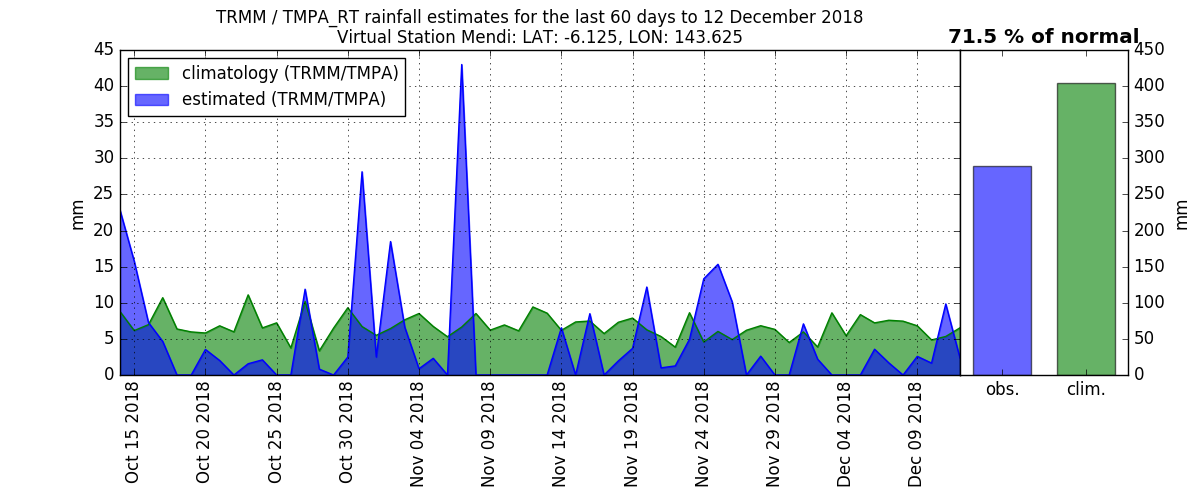 TRMM / TMPA_RT rainfall estimates for the last 60 days to 12 December 2018
Virtual Station Mendi: LAT: -6.125, LON: 143.625
71.5 % of normal
climatology (TRMM/TMPA)
estimated (TRMM/TMPA)
mm
45
40
35
30
25
20
15
10
5
0
Oct 15 2018
Oct 20 2018
Oct 25 2018
Oct 30 2018
Nov 04 2018
Nov 09 2018
Nov 14 2018
Nov 19 2018
Nov 24 2018
Nov 29 2018
Dec 04 2018
Dec 09 2018
obs.
clim.
450
400
350
300
250
200
150
100
50
0
mm